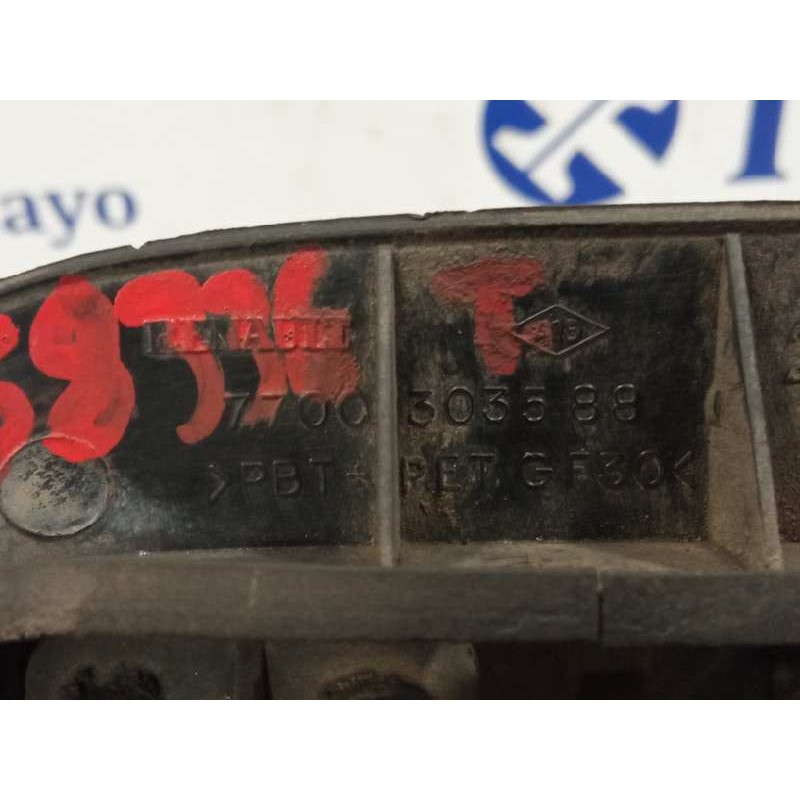 ayo
T
RENAULT
7700 303588
>PBT + PET GF30<